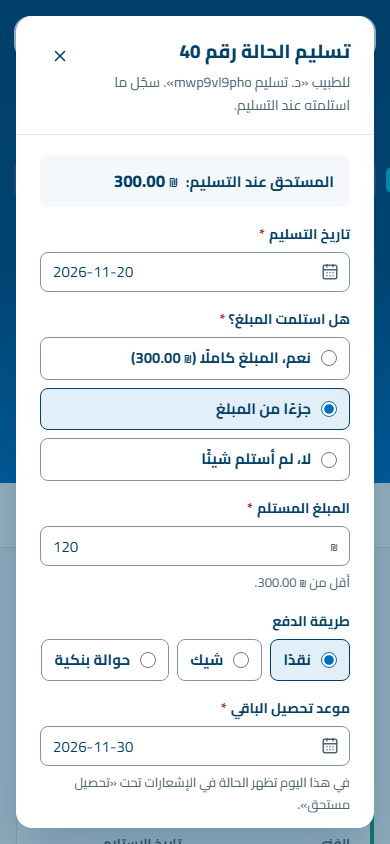 تسليم الحالة رقم 40
للطبيب «د. تسليم mwp9vl9pho». سجّل ما
استلمته عند التسليم.
المستحق عند التسليم: ₪ 300.00
تاريخ التسليم *
2026-11-20
هل استلمت المبلغ؟ *
نعم، المبلغ كاملًا (₪ 300.00)
جزءًا من المبلغ
لا، لم أستلم شيئًا
المبلغ المستلم *
120 ₪
أقل من ₪ 300.00.
طريقة الدفع
نقدًا شيك حوالة بنكية
موعد تحصيل الباقي *
2026-11-30
في هذا اليوم تظهر الحالة في الإشعارات تحت «تحصيل
مستحق».